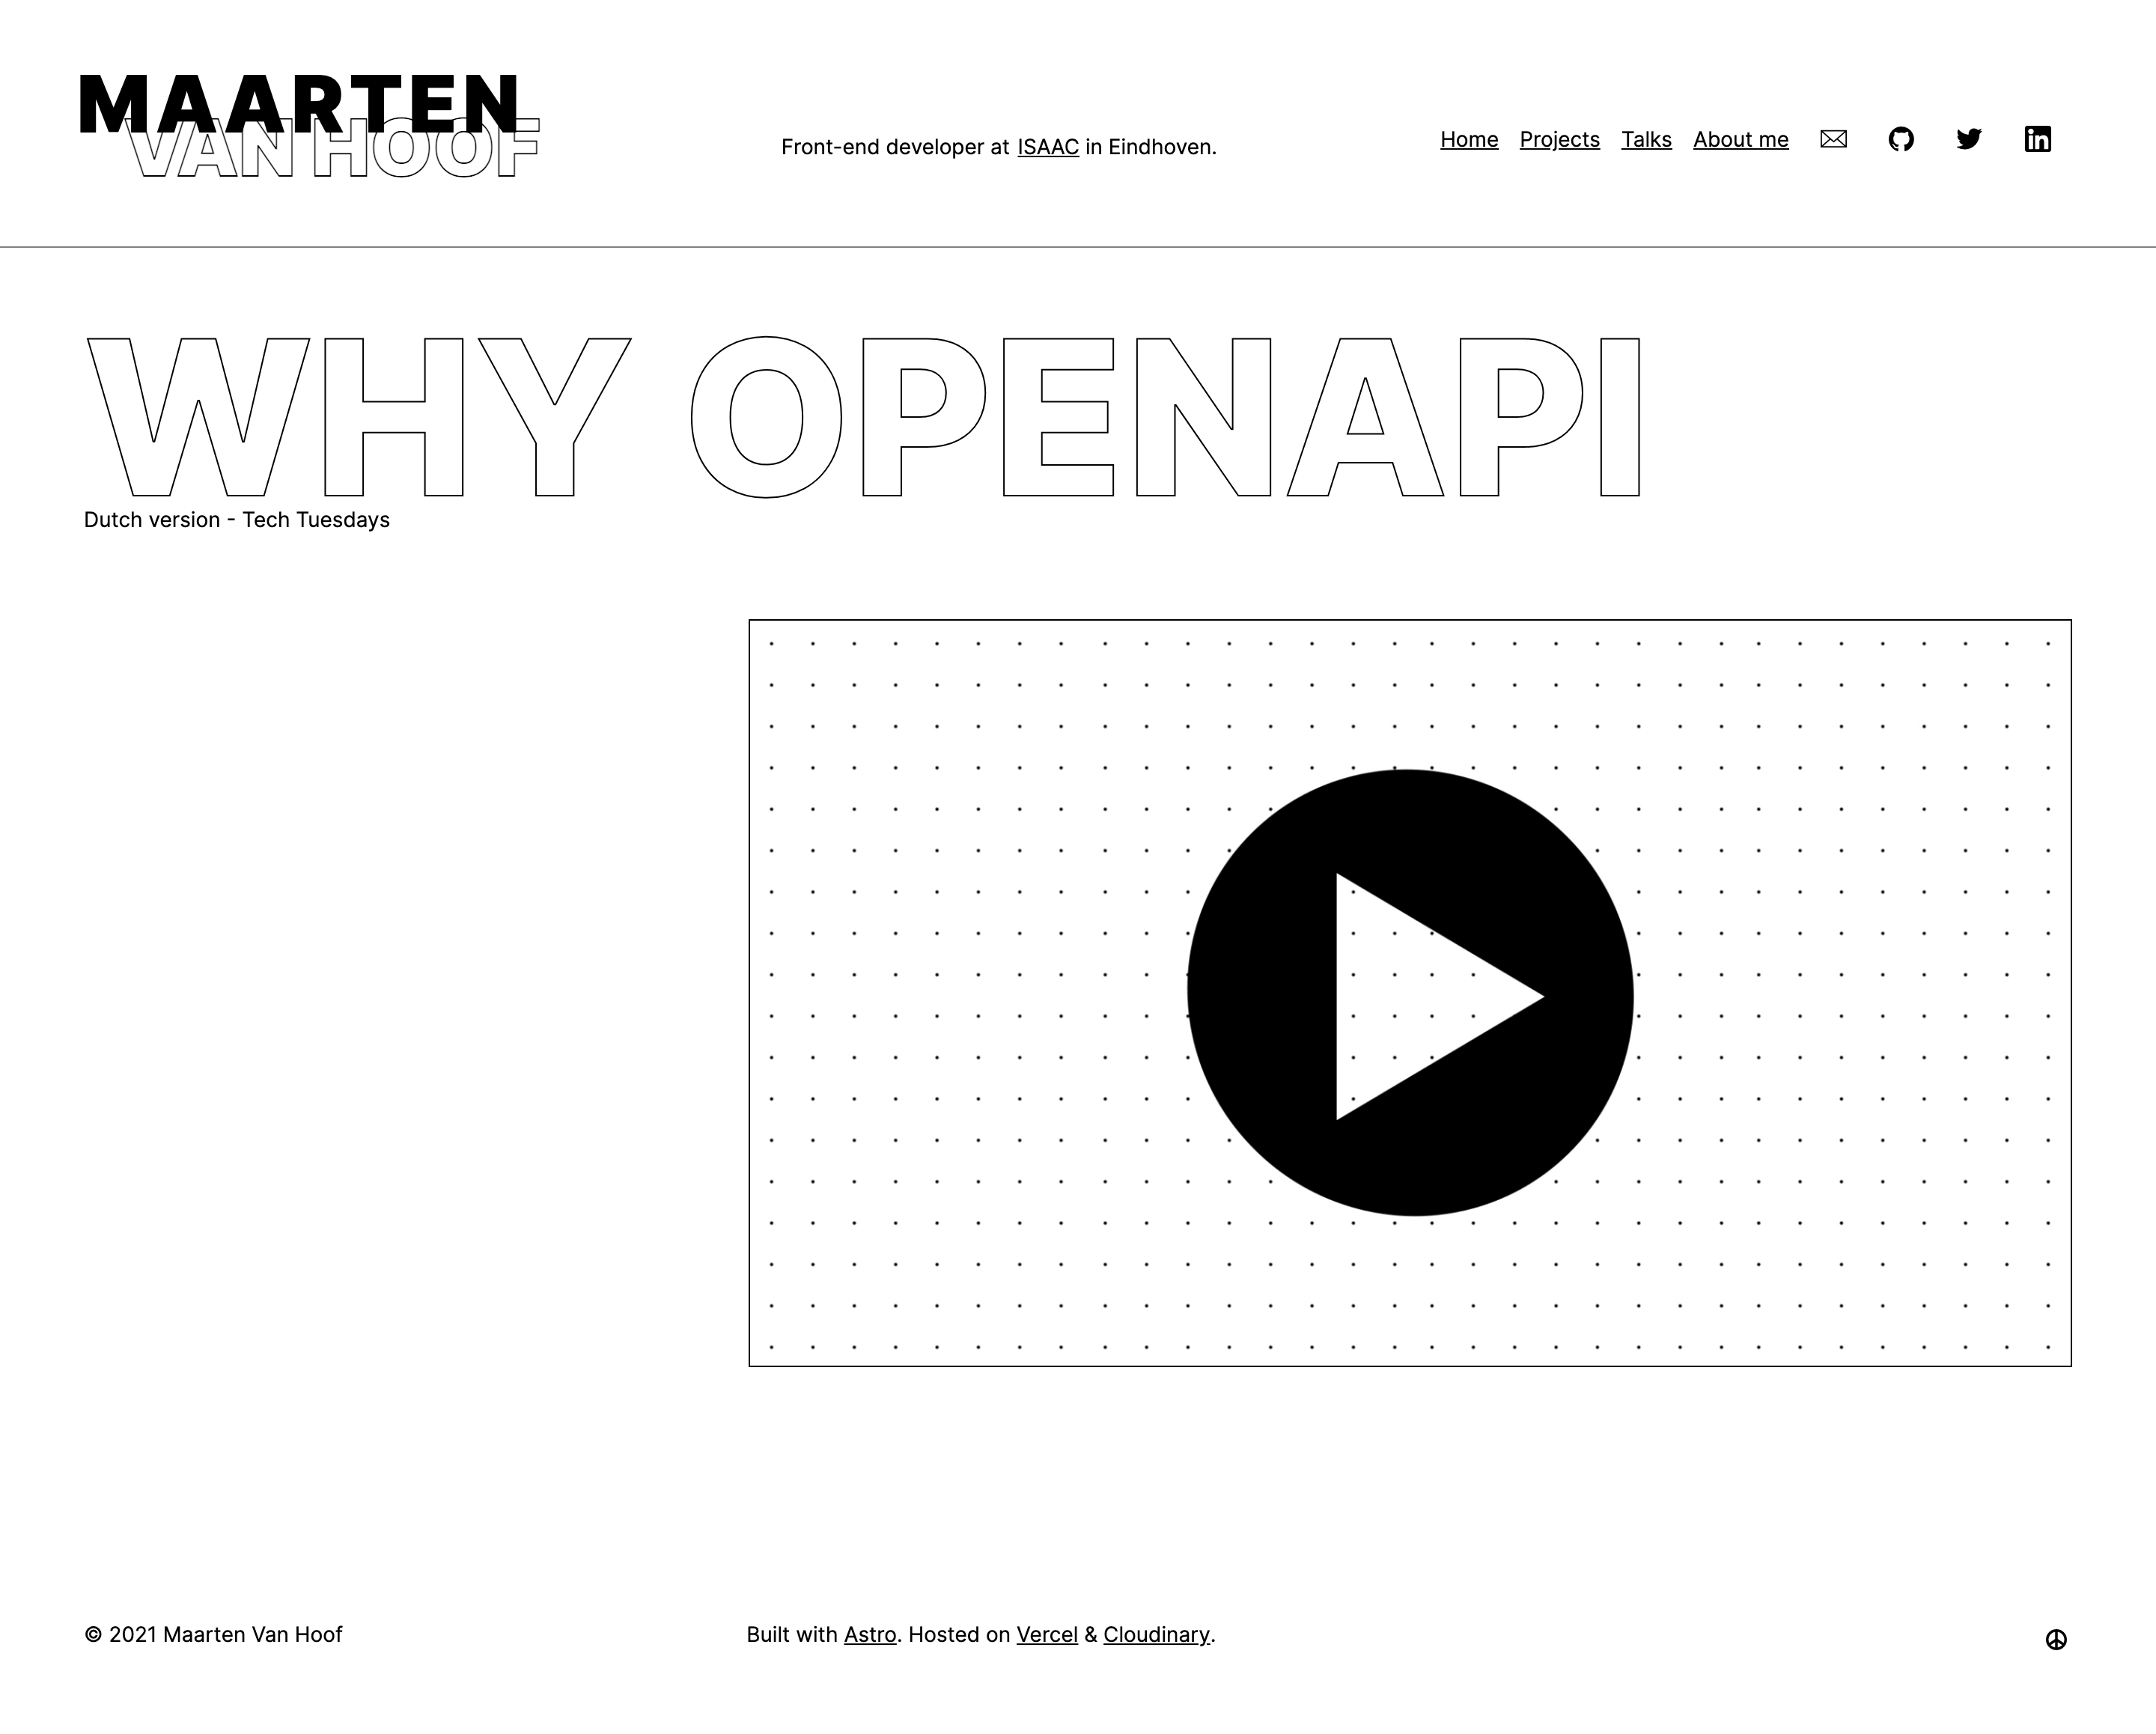 MAARTEN
VAN HOOF
Front-end developer at ISAAC in Eindhoven.
Home Projects Talks About me
WHY OPENAPI
Dutch version - Tech Tuesdays
© 2021 Maarten Van Hoof
Built with Astro. Hosted on Vercel & Cloudinary.